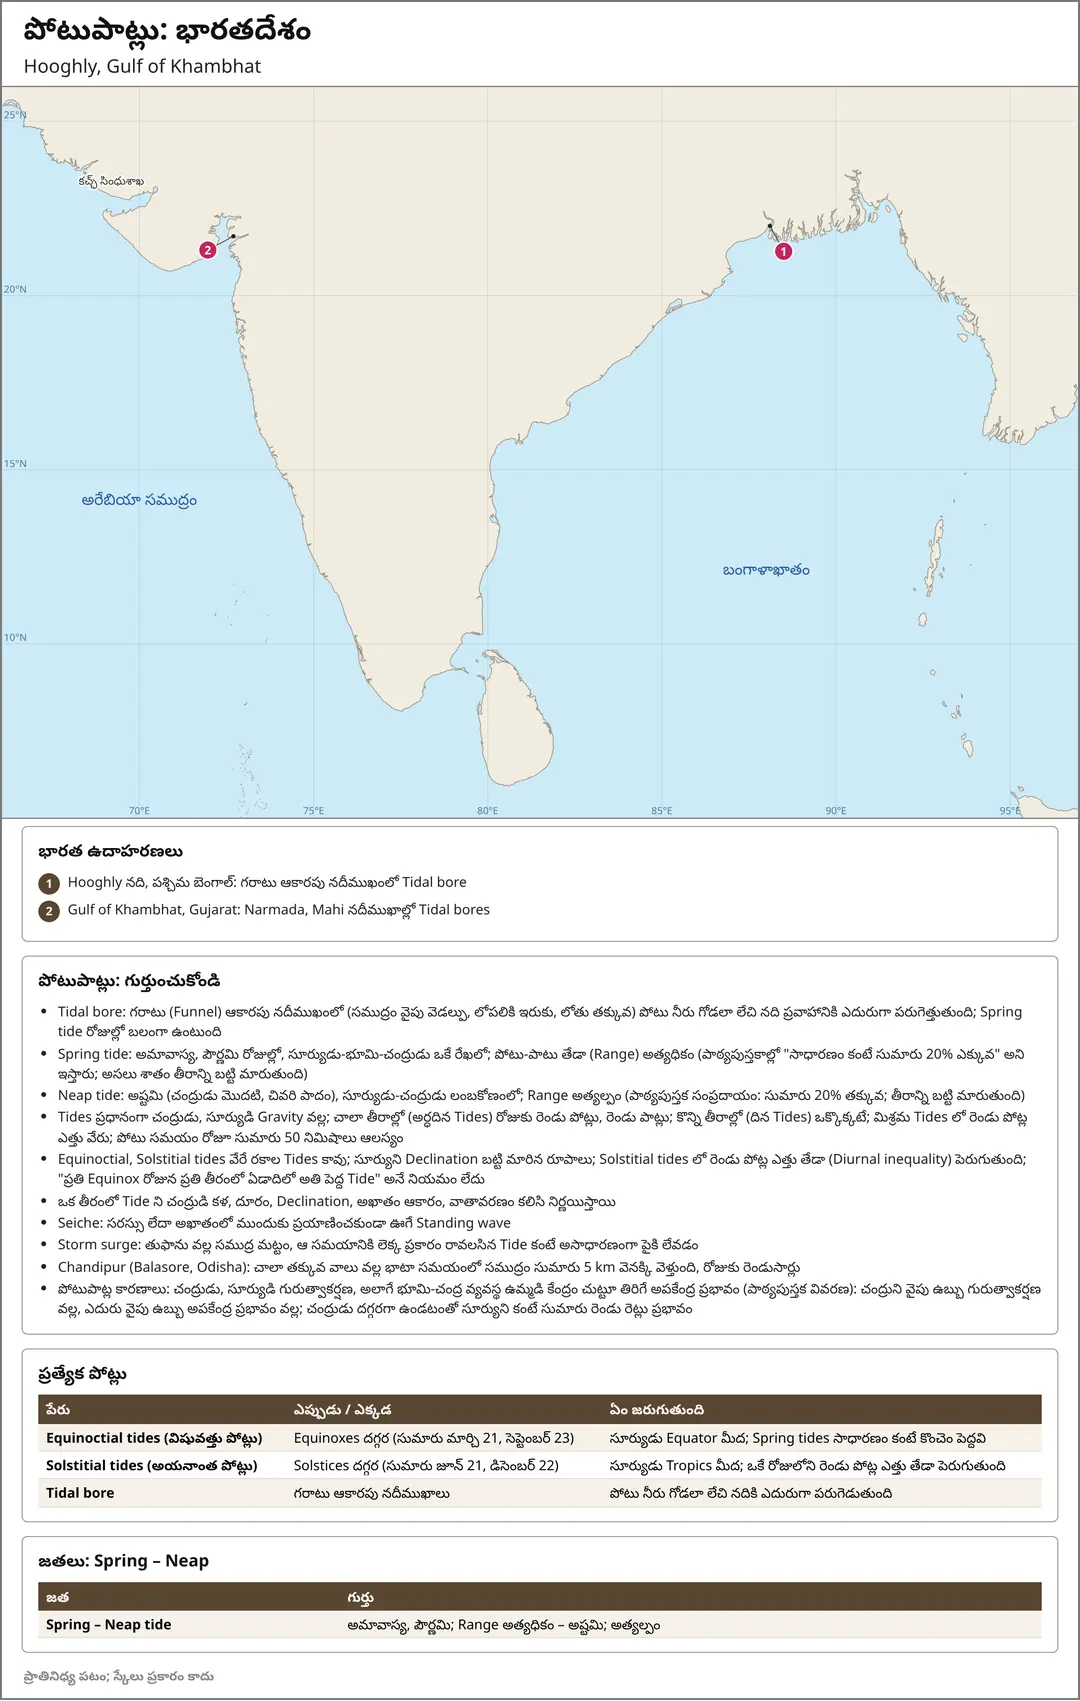 పోటుపాట్లు: భారతదేశం
Hooghly, Gulf of Khambhat
25°N
కచ్ఛ్ సింధుశాఖ
2
1
20°N
15°N
అరేబియా సముద్రం
బంగాళాఖాతం
10°N
70°E
75°E
80°E
85°E
90°E
95°E
భారత ఉదాహరణలు
1 Hooghly నది, పశ్చిమ బెంగాల్: గరాటు ఆకారపు నదీముఖంలో Tidal bore
2 Gulf of Khambhat, Gujarat: Narmada, Mahi నదీముఖాల్లో Tidal bores
పోటుపాట్లు: గుర్తుంచుకోండి
• Tidal bore: గరాటు (Funnel) ఆకారపు నదీముఖంలో (సముద్రం వైపు వెడల్పు, లోపలికి ఇరుకు, లోతు తక్కువ) పోటు నీరు గోడలా లేచి నది ప్రవాహానికి ఎదురుగా పరుగెత్తుతుంది; Spring
tide రోజుల్లో బలంగా ఉంటుంది
• Spring tide: అమావాస్య, పౌర్ణమి రోజుల్లో, సూర్యుడు-భూమి-చంద్రుడు ఒకే రేఖలో; పోటు-పాటు తేడా (Range) అత్యధికం (పాఠ్యపుస్తకాల్లో "సాధారణం కంటే సుమారు 20% ఎక్కువ" అని
ఇస్తారు; అసలు శాతం తీరాన్ని బట్టి మారుతుంది)
• Neap tide: అష్టమి (చంద్రుడు మొదటి, చివరి పాదం), సూర్యుడు-చంద్రుడు లంబకోణంలో; Range అత్యల్పం (పాఠ్యపుస్తక సంప్రదాయం: సుమారు 20% తక్కువ; తీరాన్ని బట్టి మారుతుంది)
• Tides ప్రధానంగా చంద్రుడు, సూర్యుడి Gravity వల్ల; చాలా తీరాల్లో (అర్ధదిన Tides) రోజుకు రెండు పోట్లు, రెండు పాట్లు; కొన్ని తీరాల్లో (దిన Tides) ఒక్కొక్కటే; మిశ్రమ Tides లో రెండు పోట్ల
ఎత్తు వేరు; పోటు సమయం రోజూ సుమారు 50 నిమిషాలు ఆలస్యం
• Equinoctial, Solstitial tides వేరే రకాల Tides కావు; సూర్యుని Declination బట్టి మారిన రూపాలు; Solstitial tides లో రెండు పోట్ల ఎత్తు తేడా (Diurnal inequality) పెరుగుతుంది;
"ప్రతి Equinox రోజున ప్రతి తీరంలో ఏడాదిలో అతి పెద్ద Tide" అనే నియమం లేదు
• ఒక తీరంలో Tide ని చంద్రుడి కళ, దూరం, Declination, అఖాతం ఆకారం, వాతావరణం కలిసి నిర్ణయిస్తాయి
• Seiche: సరస్సు లేదా అఖాతంలో ముందుకు ప్రయాణించకుండా ఊగే Standing wave
• Storm surge: తుఫాను వల్ల సముద్ర మట్టం, ఆ సమయానికి లెక్క ప్రకారం రావలసిన Tide కంటే అసాధారణంగా పైకి లేవడం
• Chandipur (Balasore, Odisha): చాలా తక్కువ వాలు వల్ల భాటా సమయంలో సముద్రం సుమారు 5 km వెనక్కి వెళ్తుంది, రోజుకు రెండుసార్లు
• పోటుపాట్ల కారణాలు: చంద్రుడు, సూర్యుడి గురుత్వాకర్షణ, అలాగే భూమి-చంద్ర వ్యవస్థ ఉమ్మడి కేంద్రం చుట్టూ తిరిగే అపకేంద్ర ప్రభావం (పాఠ్యపుస్తక వివరణ): చంద్రుని వైపు ఉబ్బు గురుత్వాకర్షణ
వల్ల, ఎదురు వైపు ఉబ్బు అపకేంద్ర ప్రభావం వల్ల; చంద్రుడు దగ్గరగా ఉండటంతో సూర్యుని కంటే సుమారు రెండు రెట్లు ప్రభావం
ప్రత్యేక పోట్లు
పేరు ఎప్పుడు / ఎక్కడ ఏం జరుగుతుంది
Equinoctial tides (విషువత్తు పోట్లు) Equinoxes దగ్గర (సుమారు మార్చి 21, సెప్టెంబర్ 23) సూర్యుడు Equator మీద; Spring tides సాధారణం కంటే కొంచెం పెద్దవి
Solstitial tides (అయనాంత పోట్లు) Solstices దగ్గర (సుమారు జూన్ 21, డిసెంబర్ 22) సూర్యుడు Tropics మీద; ఒకే రోజులోని రెండు పోట్ల ఎత్తు తేడా పెరుగుతుంది
Tidal bore గరాటు ఆకారపు నదీముఖాలు పోటు నీరు గోడలా లేచి నదికి ఎదురుగా పరుగెడుతుంది
జతలు: Spring – Neap
జత గుర్తు
Spring – Neap tide అమావాస్య, పౌర్ణమి; Range అత్యధికం – అష్టమి; అత్యల్పం
ప్రాతినిధ్య పటం; స్కేలు ప్రకారం కాదు